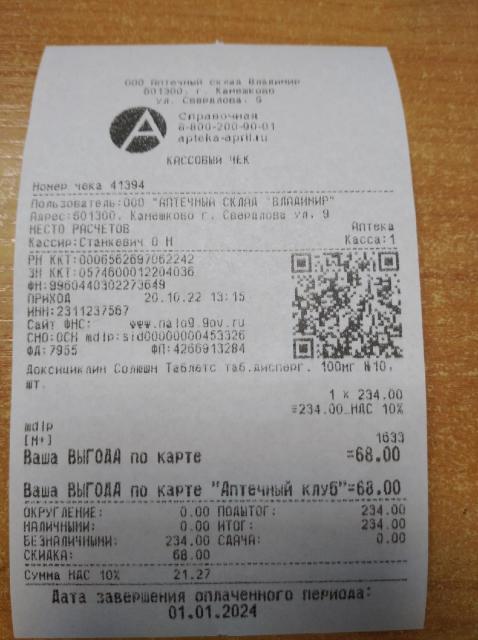 ООО Аптечный склад Владимир
601300, г. Камешково
ул. Свердлова, 9
Справочная
8-800-200-90-01
apteka-april.ru
КАССОВЫЙ ЧЕК
Номер чека 41394
Пользователь:ООО "АПТЕЧНЫЙ СКЛАД "ВЛАДИМИР"
Адрес:601300, Камешково г, Свердлова ул, 9
МЕСТО РАСЧЕТОВ Аптека
Кассир:Станкевич О Н Касса:1
РН ККТ:0006562697062242
ЗН ККТ:0574600012204036
ФН:9960440302273649
ПРИХОД 20.10.22 13:15
ИНН:2311237567
Сайт ФНС: www.nalog.gov.ru
СНО:ОСН mdlp:sid00000000453326
ФД:7955 ФП:4266913284
Доксициклин Солюшн Таблетс таб.дисперг. 100мг №10,
шт.
1 x 234.00
=234.00_НДС 10%
mdlp
[M+] 1633
Ваша ВЫГОДА по карте =68.00
Ваша ВЫГОДА по карте "Аптечный клуб"=68.00
ОКРУГЛЕНИЕ: 0.00 ПОДЫТОГ: 234.00
НАЛИЧНЫМИ: 0.00 ИТОГ: 234.00
БЕЗНАЛИЧНЫМИ: 234.00 СДАЧА: 0.00
СКИДКА: 68.00
Сумма НДС 10% 21.27
Дата завершения оплаченного периода:
01.01.2024